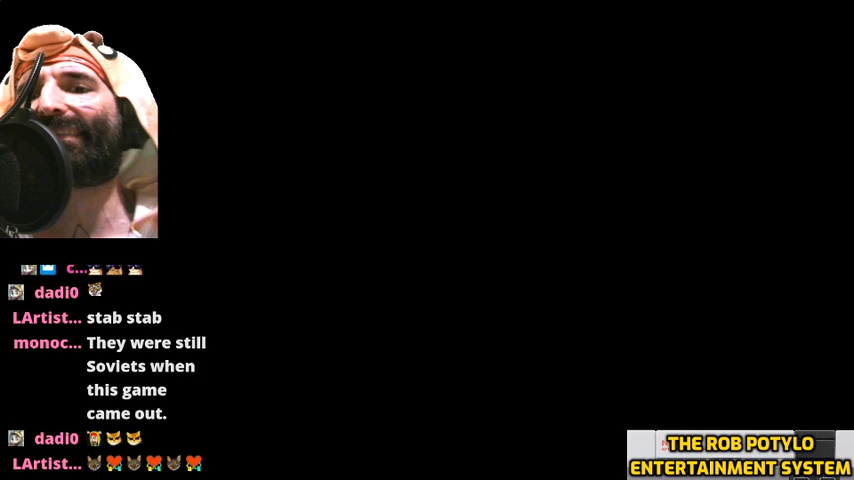 c...
dadi0
LArtist... stab stab
monoc... They were still
Soviets when
this game
came out.
dadi0
LArtist...
THE ROB POTYLO
ENTERTAINMENT SYSTEM